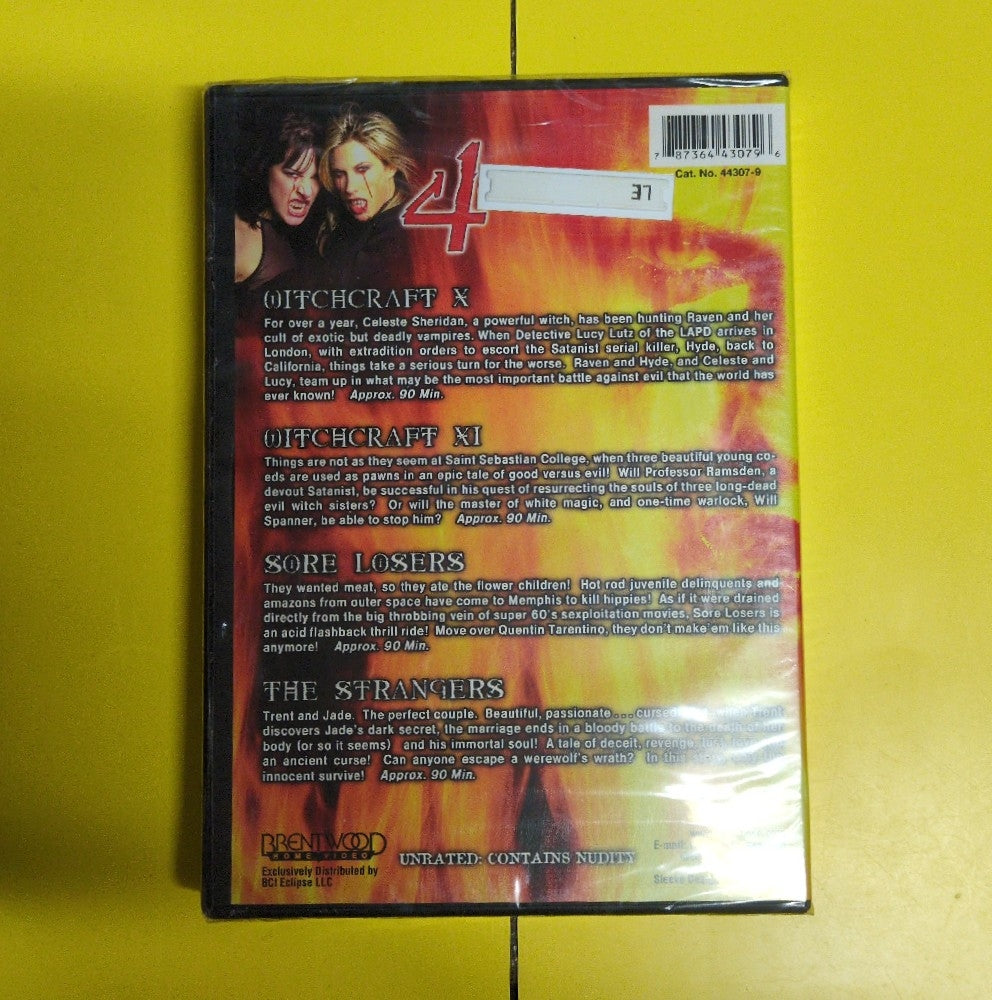 7 87364 43079 6
Cat. No. 44307-9
4
37
WITCHCRAFT X
For over a year, Celeste Sheridan, a powerful witch, has been hunting Raven and her
cult of exotic but deadly vampires. When Detective Lucy Lutz of the LAPD arrives in
London, with extradition orders to escort the Satanist serial killer, Hyde, back to
California, things take a serious turn for the worse. Raven and Hyde, and Celeste and
Lucy, team up in what may be the most important battle against evil that the world has
ever known! Approx. 90 Min.
WITCHCRAFT XI
Things are not as they seem at Saint Sebastian College, when three beautiful young co-
eds are used as pawns in an epic tale of good versus evil! Will Professor Ramsden, a
devout Satanist, be successful in his quest of resurrecting the souls of three long-dead
evil witch sisters? Or will the master of white magic, and one-time warlock, Will
Spanner, be able to stop him? Approx. 90 Min.
SORE LOSERS
They wanted meat, so they ate the flower children! Hot rod juvenile delinquents and
amazons from outer space have come to Memphis to kill hippies! As if it were drained
directly from the big throbbing vein of super 60's sexploitation movies, Sore Losers is
an acid flashback thrill ride! Move over Quentin Tarentino, they don't make'em like this
anymore! Approx. 90 Min.
THE STRANGERS
Trent and Jade. The perfect couple. Beautiful, passionate ... cursed when Trent
discovers Jade's dark secret, the marriage ends in a bloody battle to the death of her
body (or so it seems) and his immortal soul! A tale of deceit, revenge,
an ancient curse! Can anyone escape a werewolf's wrath? In this
innocent survive! Approx. 90 Min.
BRENTWOOD
HOME VIDEO
Exclusively Distributed by
BCI Eclipse LLC
UNRATED: CONTAINS NUDITY
E-mail:
Sleeve